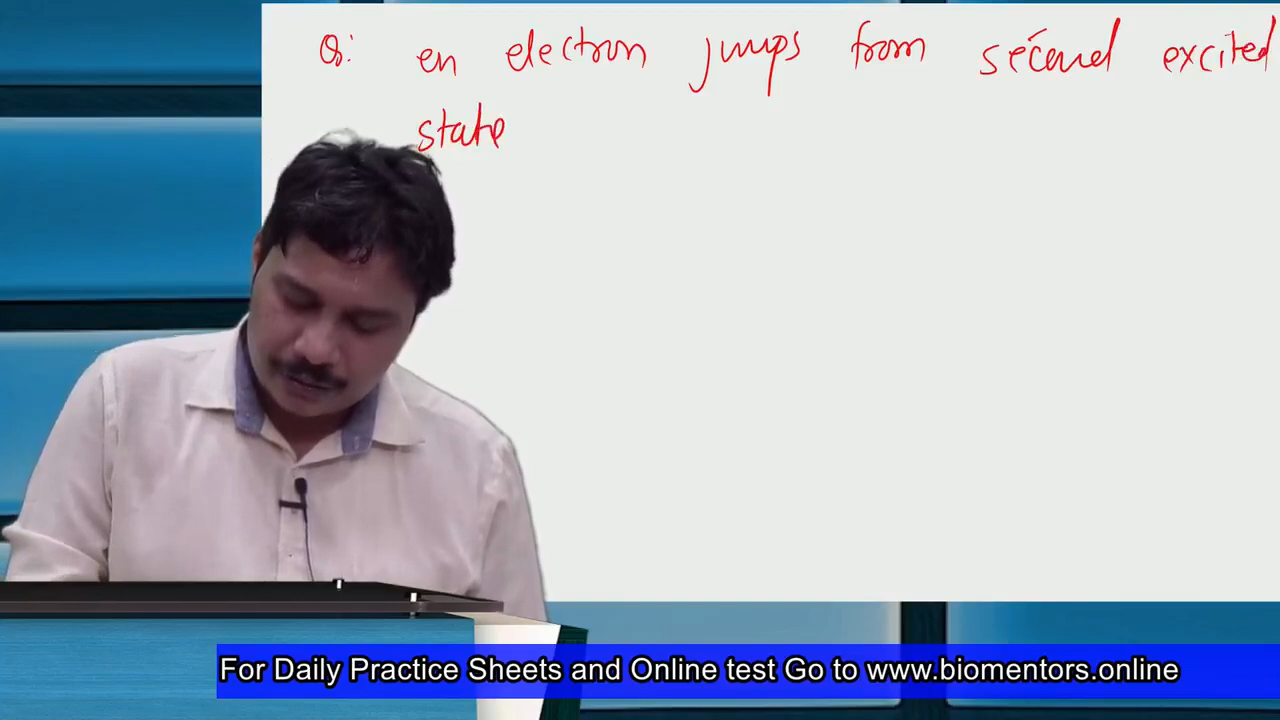 Q: en electron jumps from second excited
state
For Daily Practice Sheets and Online test Go to www.biomentors.online